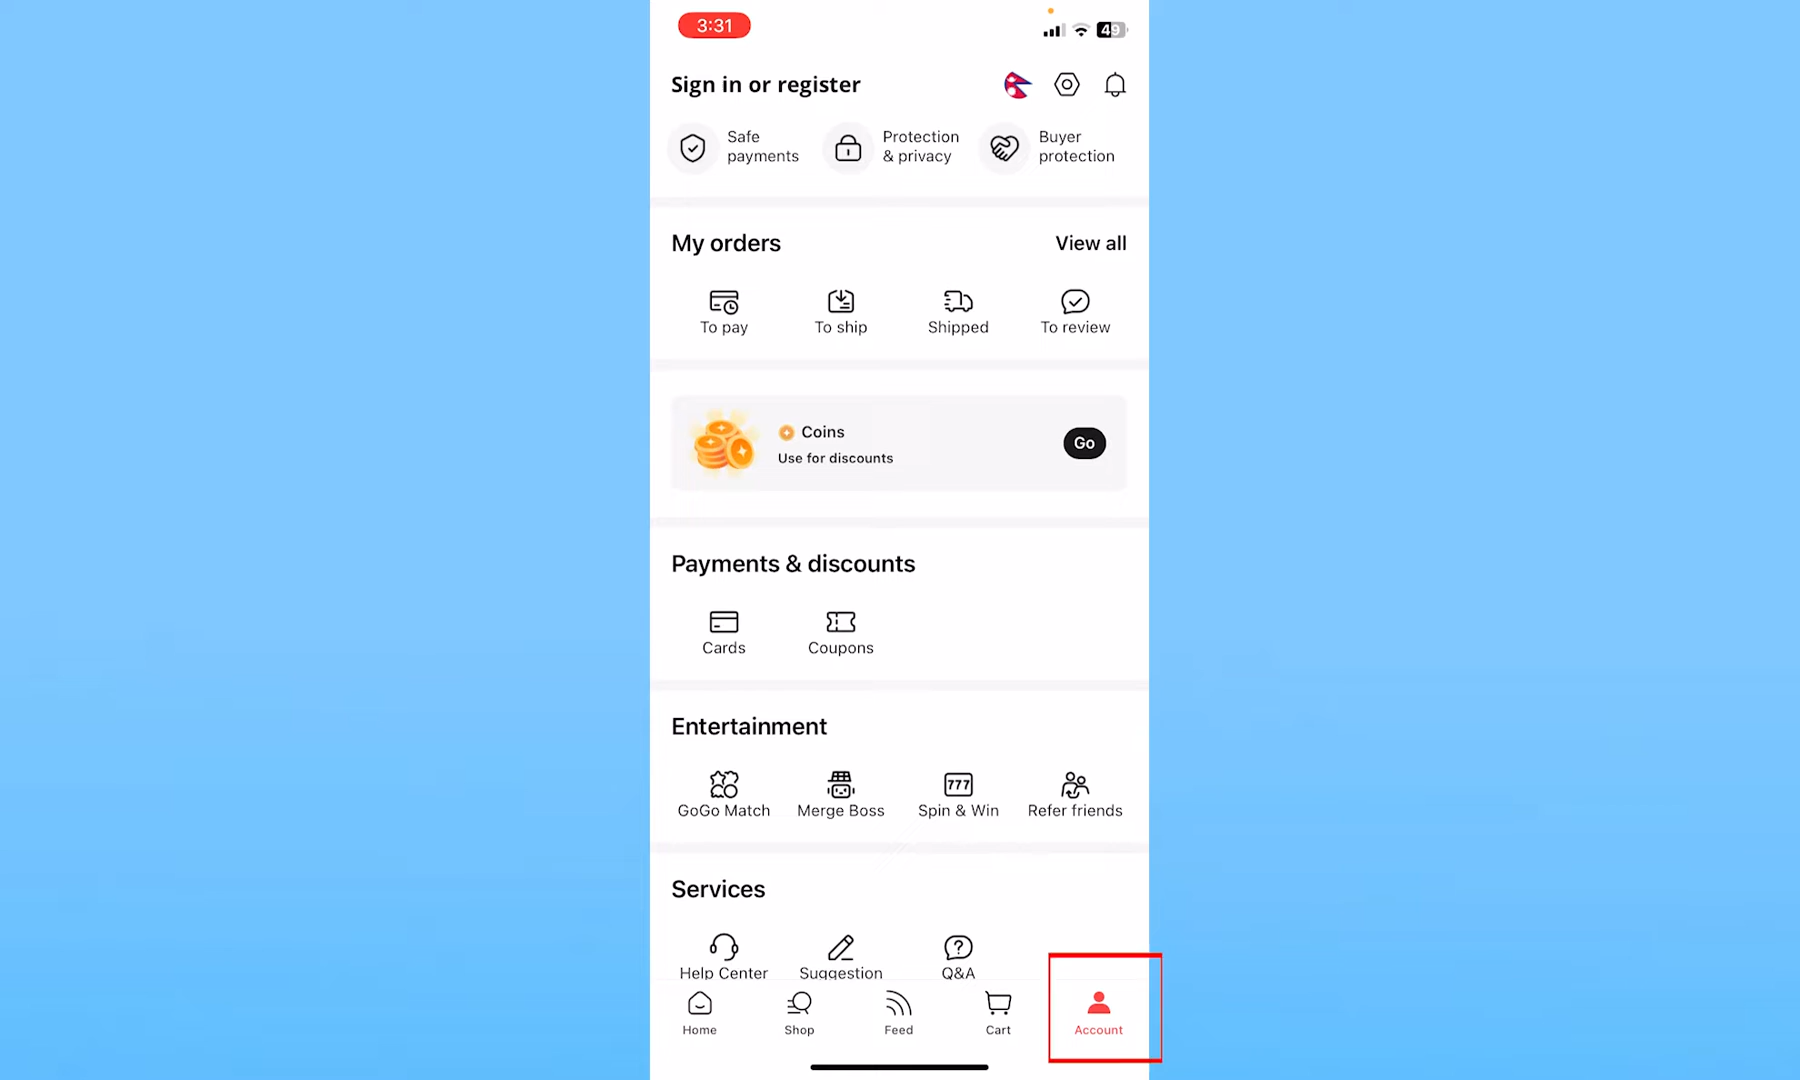 3:31
49
Sign in or register
Safe
payments
Protection
& privacy
Buyer
protection
My orders
View all
To pay
To ship
Shipped
To review
Coins
Use for discounts
Go
Payments & discounts
Cards
Coupons
Entertainment
777
GoGo Match
Merge Boss
Spin & Win
Refer friends
Services
Help Center
Suggestion
Q&A
Home
Shop
Feed
Cart
Account